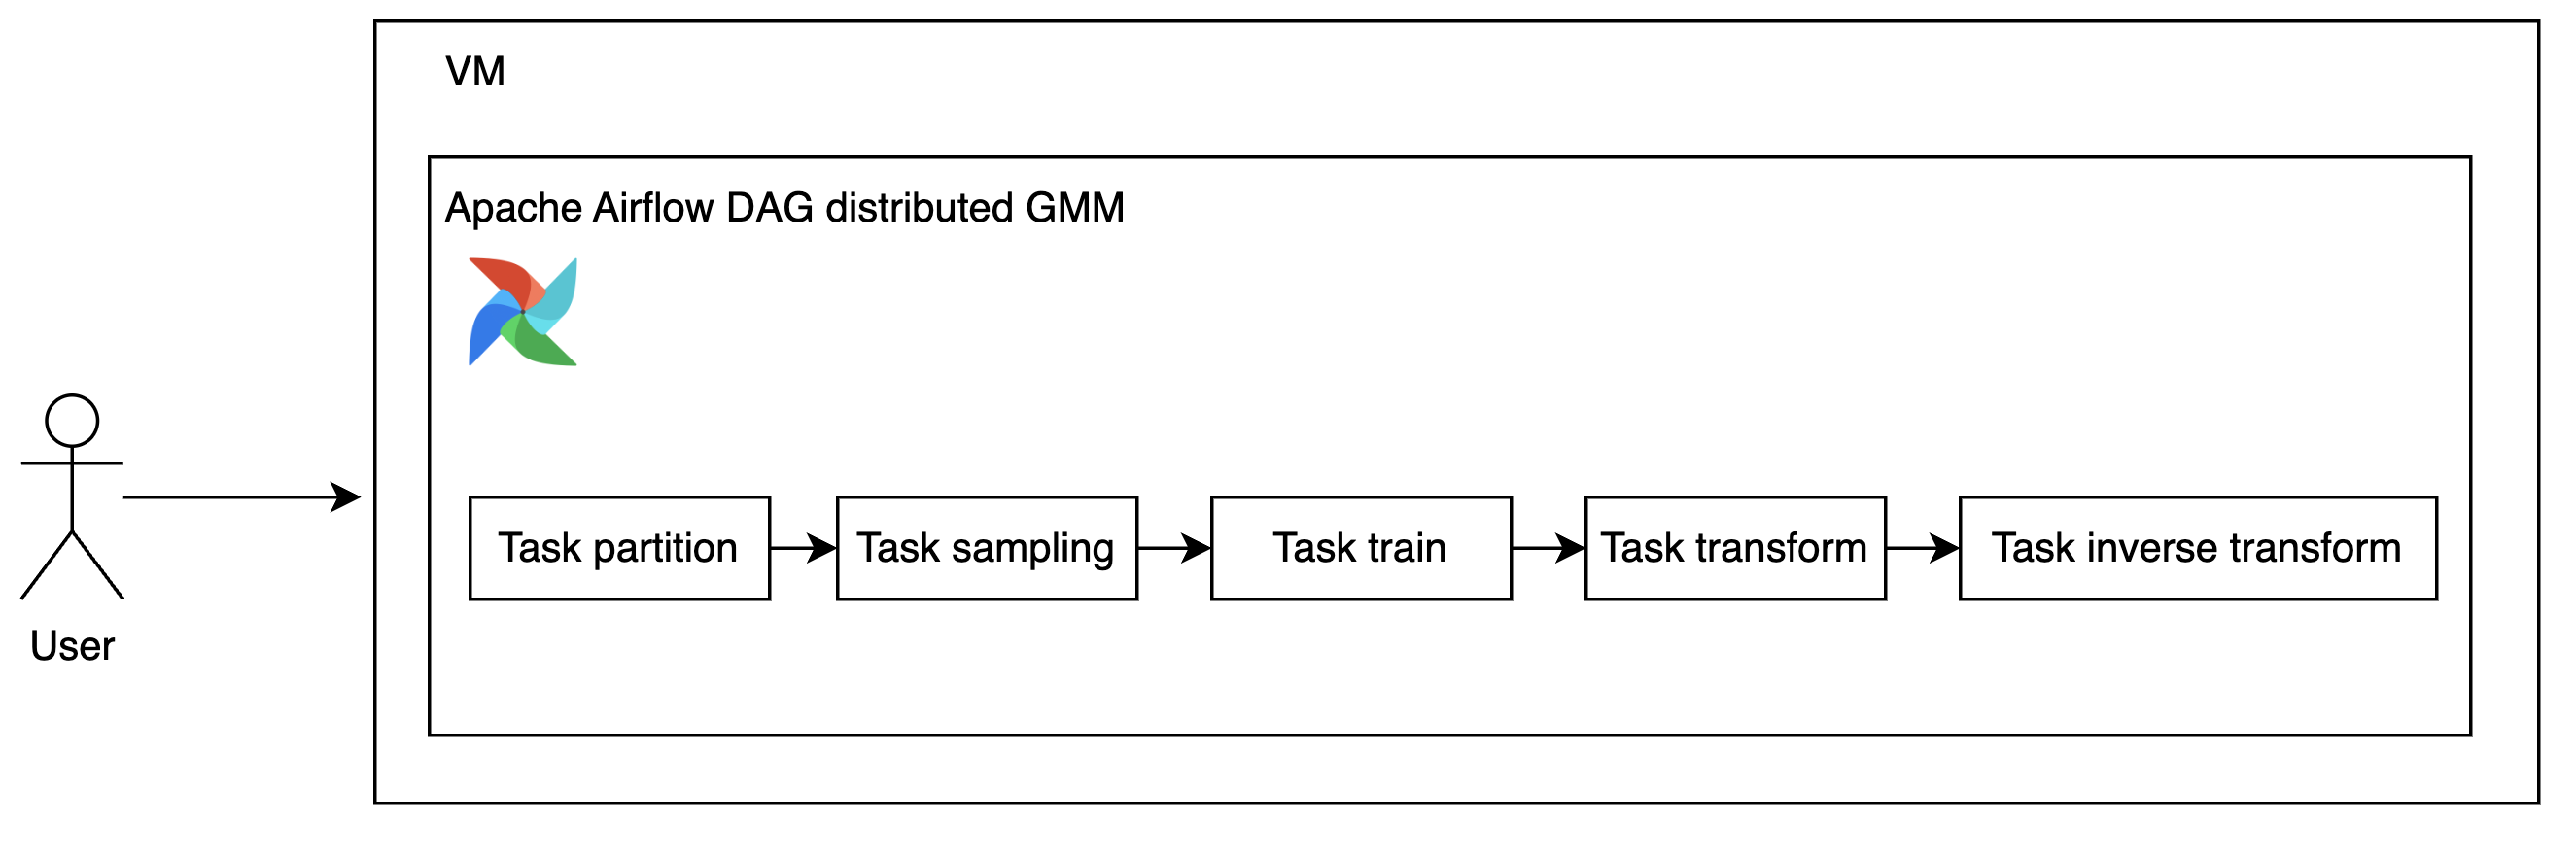 VM
Apache Airflow DAG distributed GMM
Task partition
Task sampling
Task train
Task transform
Task inverse transform
User